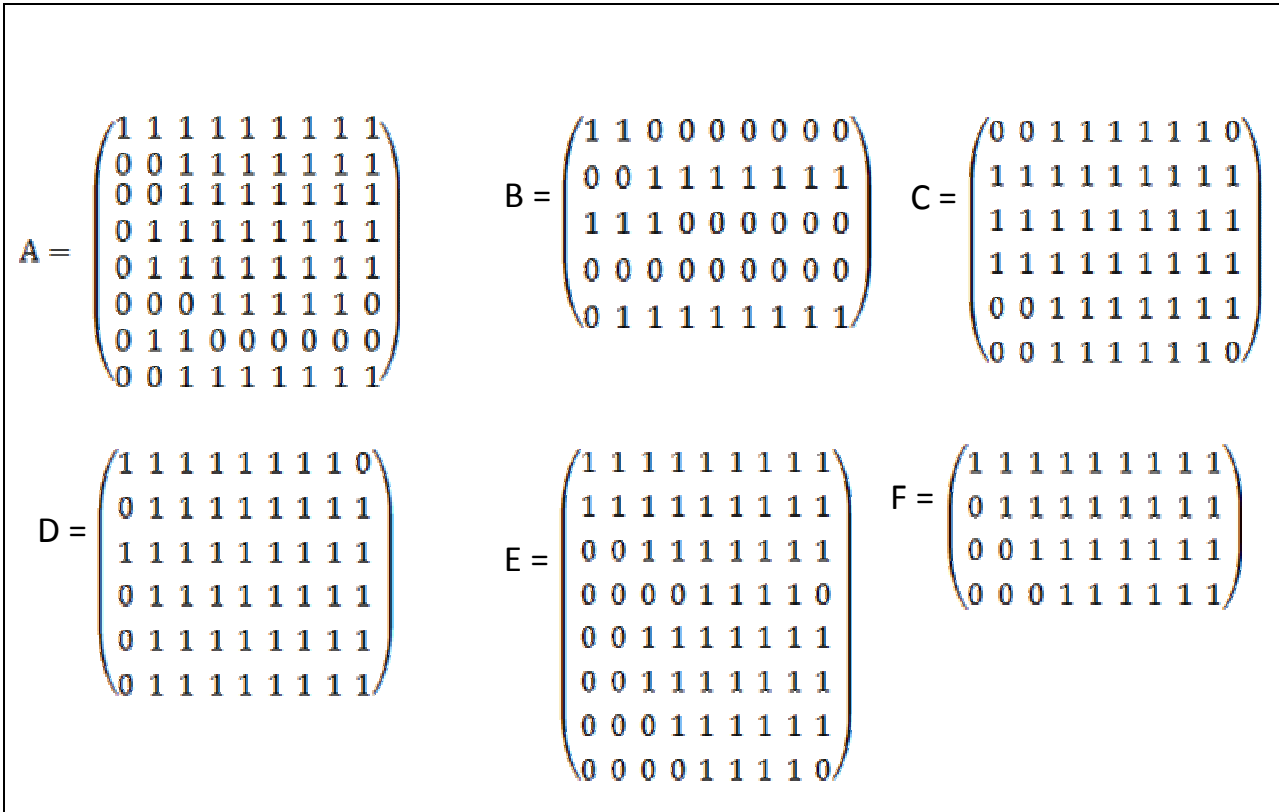 A =
1 1 1 1 1 1 1 1 1
0 0 1 1 1 1 1 1 1
0 0 1 1 1 1 1 1 1
0 1 1 1 1 1 1 1 1
0 1 1 1 1 1 1 1 1
0 0 0 1 1 1 1 1 0
0 1 1 0 0 0 0 0 0
0 0 1 1 1 1 1 1 1
B =
1 1 0 0 0 0 0 0 0
0 0 1 1 1 1 1 1 1
1 1 1 0 0 0 0 0 0
0 0 0 0 0 0 0 0 0
0 1 1 1 1 1 1 1 1
C =
0 0 1 1 1 1 1 1 0
1 1 1 1 1 1 1 1 1
1 1 1 1 1 1 1 1 1
1 1 1 1 1 1 1 1 1
0 0 1 1 1 1 1 1 1
0 0 1 1 1 1 1 1 0
D =
1 1 1 1 1 1 1 1 0
0 1 1 1 1 1 1 1 1
1 1 1 1 1 1 1 1 1
0 1 1 1 1 1 1 1 1
0 1 1 1 1 1 1 1 1
0 1 1 1 1 1 1 1 1
E =
1 1 1 1 1 1 1 1 1
1 1 1 1 1 1 1 1 1
0 0 1 1 1 1 1 1 1
0 0 0 0 1 1 1 1 0
0 0 1 1 1 1 1 1 1
0 0 1 1 1 1 1 1 1
0 0 0 1 1 1 1 1 1
0 0 0 0 1 1 1 1 0
F =
1 1 1 1 1 1 1 1 1
0 1 1 1 1 1 1 1 1
0 0 1 1 1 1 1 1 1
0 0 0 1 1 1 1 1 1